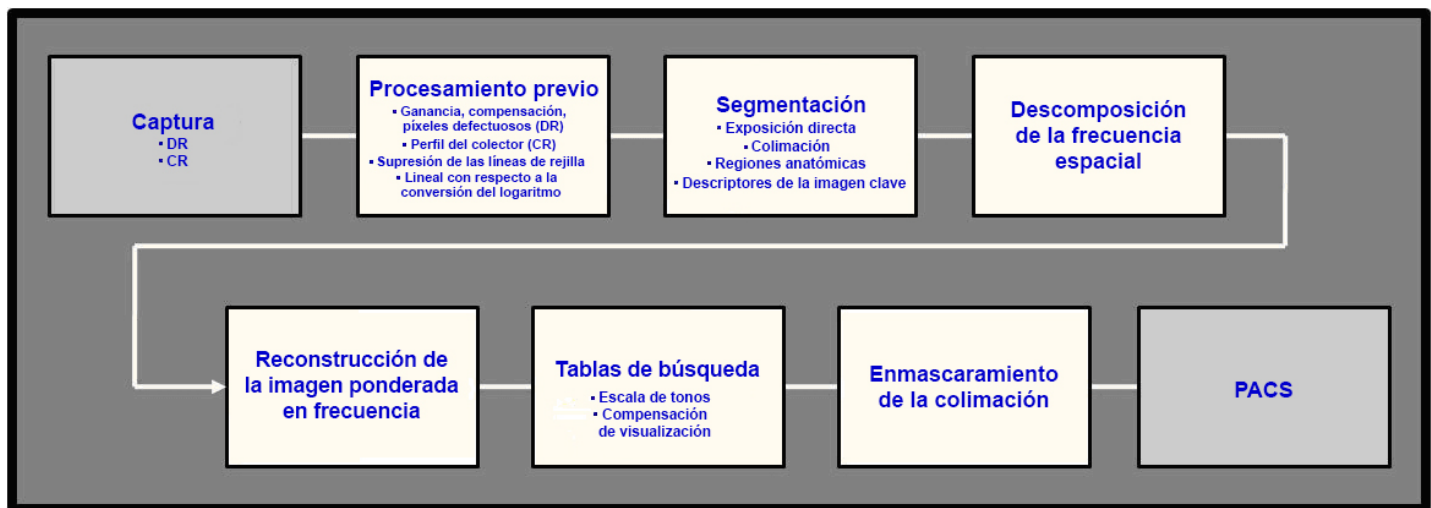 Captura
▪ DR
▪ CR
Procesamiento previo
▪ Ganancia, compensación,
píxeles defectuosos (DR)
▪ Perfil del colector (CR)
▪ Supresión de las líneas de rejilla
▪ Lineal con respecto a la
conversión del logaritmo
Segmentación
▪ Exposición directa
▪ Colimación
▪ Regiones anatómicas
▪ Descriptores de la imagen clave
Descomposición
de la frecuencia
espacial
Reconstrucción de
la imagen ponderada
en frecuencia
Tablas de búsqueda
▪ Escala de tonos
▪ Compensación
de visualización
Enmascaramiento
de la colimación
PACS